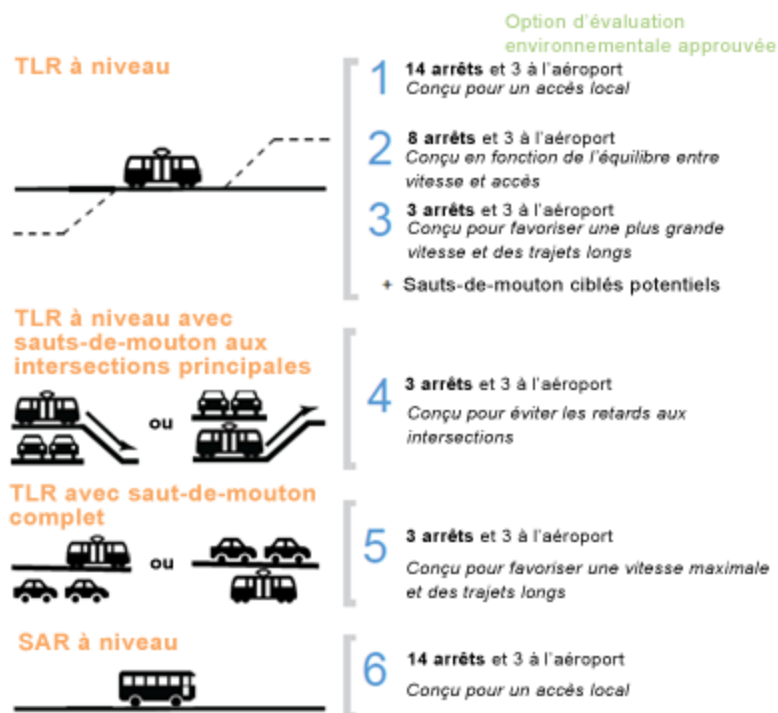 Option d'évaluation
environnementale approuvée
TLR à niveau
1
14 arrêts et 3 à l'aéroport
Conçu pour un accès local
2
8 arrêts et 3 à l'aéroport
Conçu en fonction de l'équilibre entre
vitesse et accès
3
3 arrêts et 3 à l'aéroport
Conçu pour favoriser une plus grande
vitesse et des trajets longs
+ Sauts-de-mouton ciblés potentiels
TLR à niveau avec
sauts-de-mouton aux
intersections principales
ou
4
3 arrêts et 3 à l'aéroport
Conçu pour éviter les retards aux
intersections
TLR avec saut-de-mouton
complet
ou
5
3 arrêts et 3 à l'aéroport
Conçu pour favoriser une vitesse maximale
et des trajets longs
SAR à niveau
6
14 arrêts et 3 à l'aéroport
Conçu pour un accès local